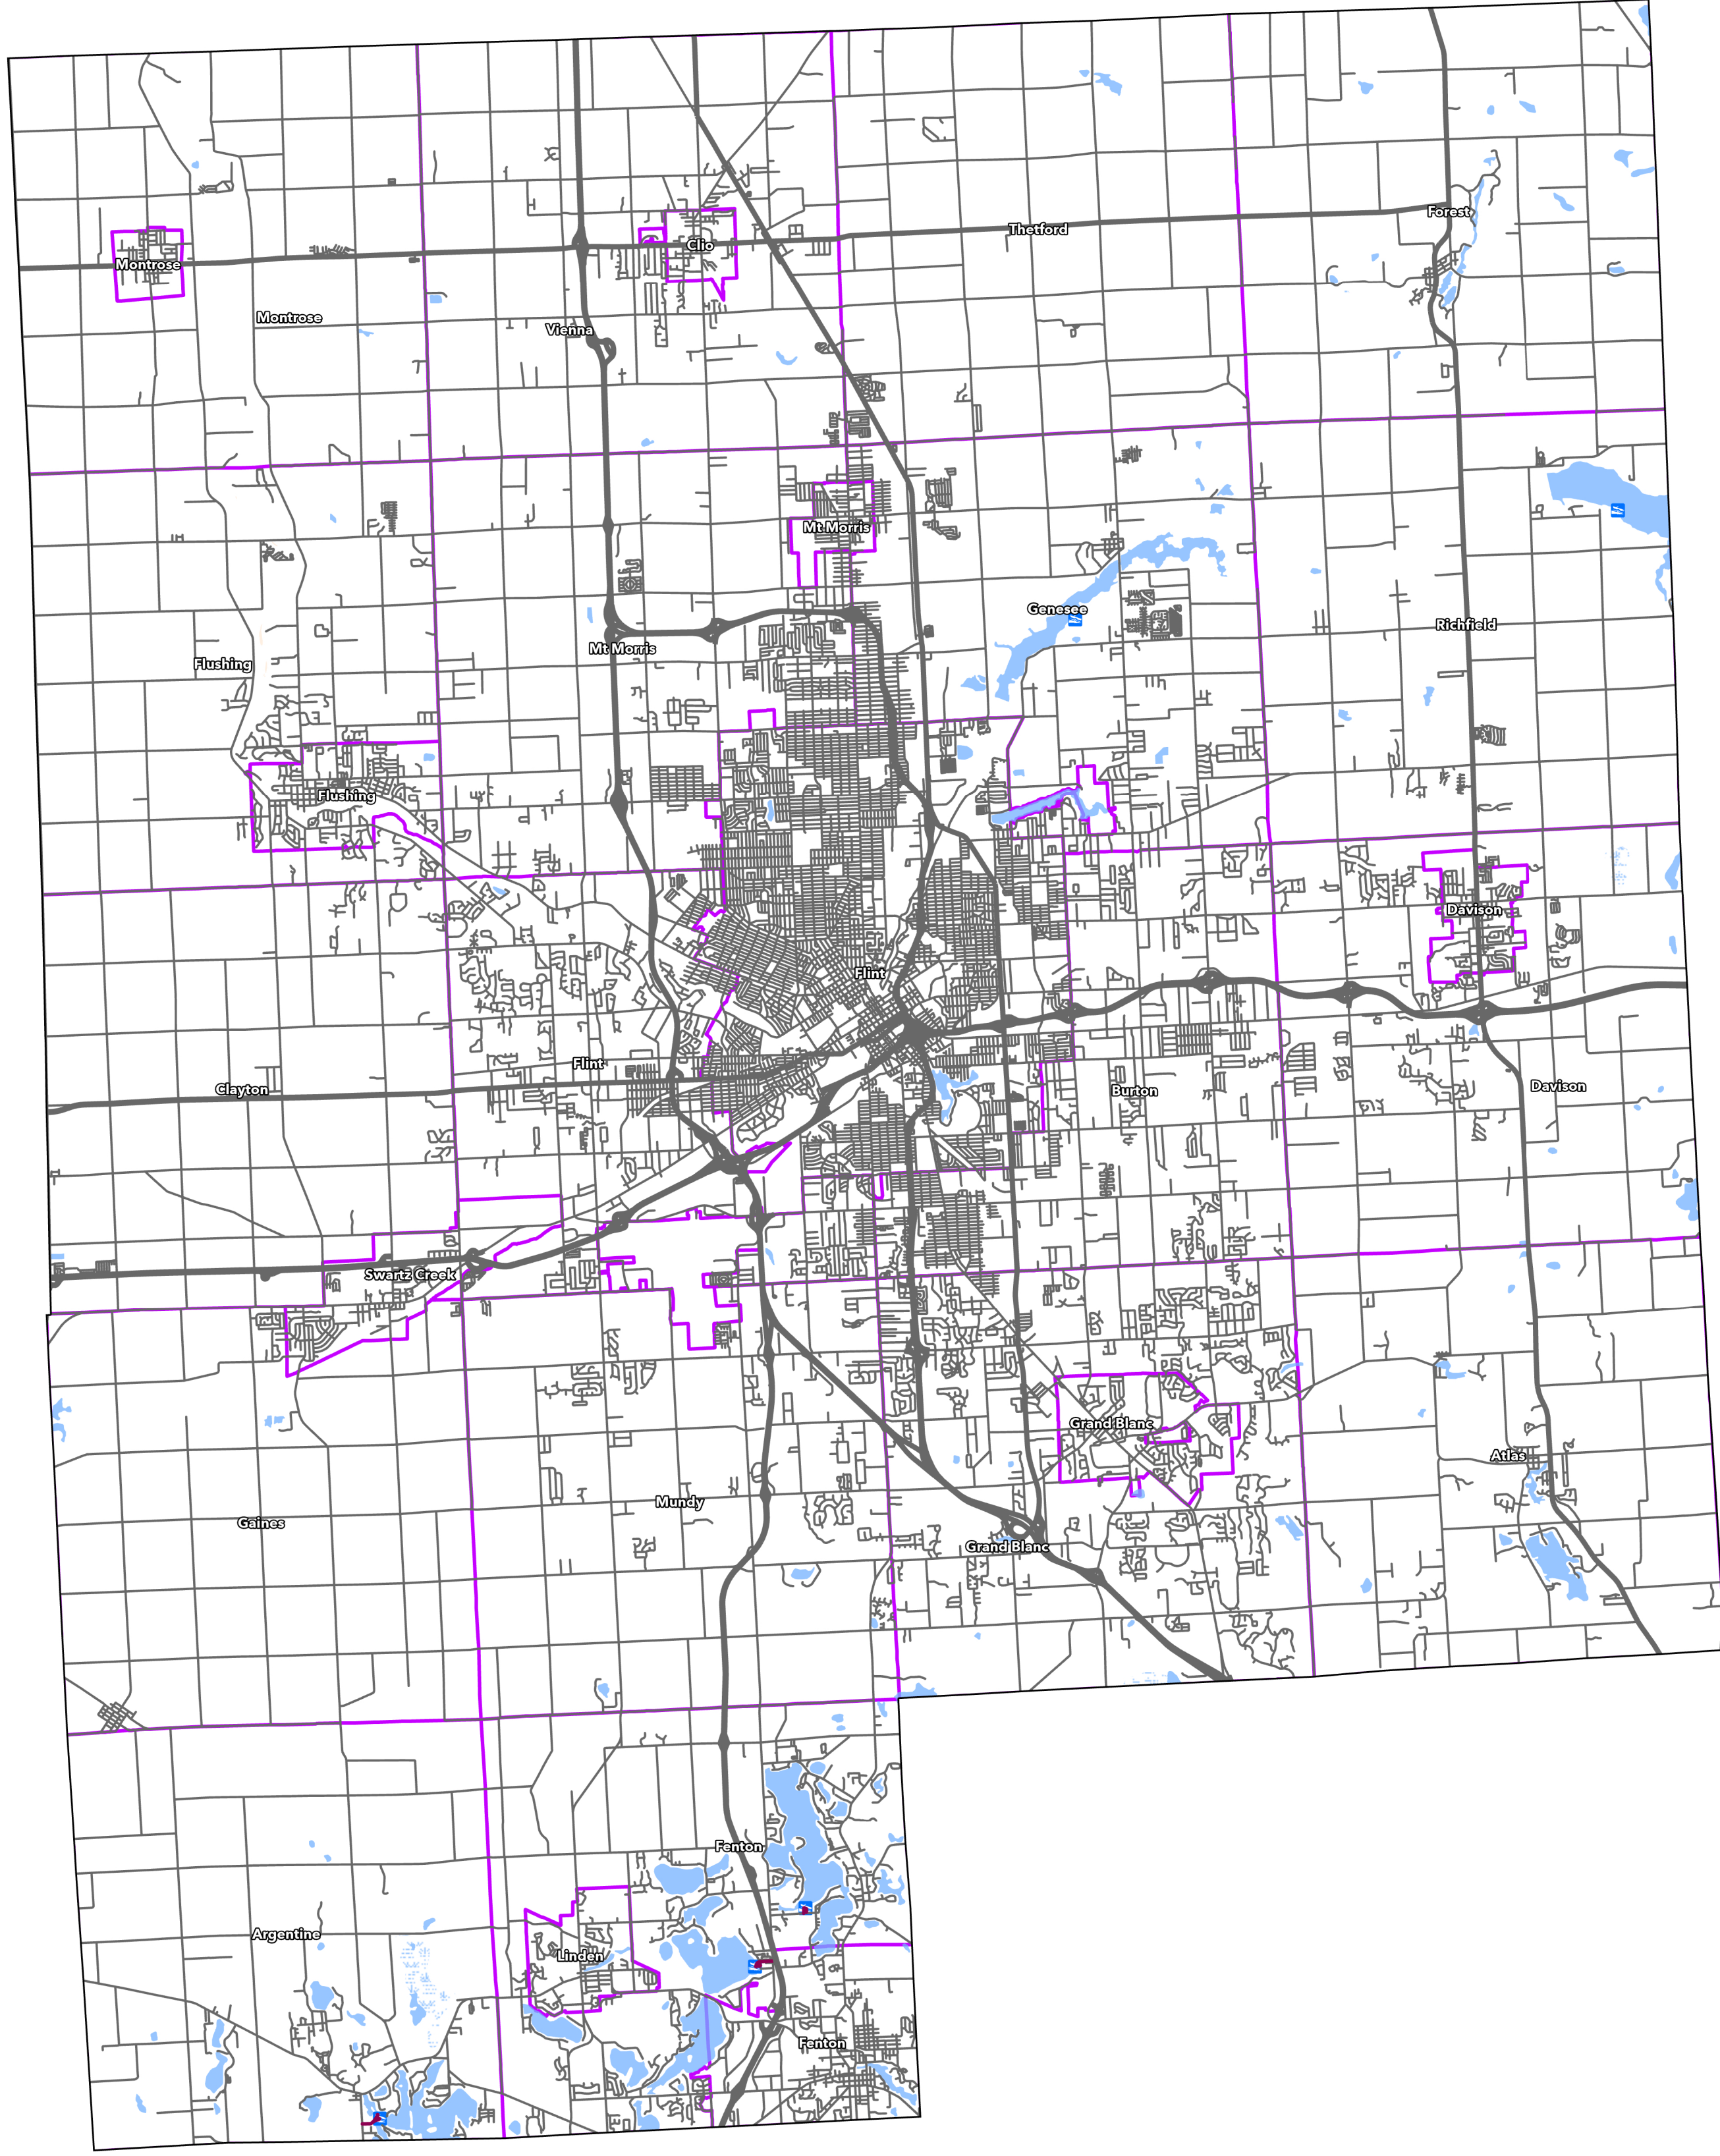 Forest
Thetford
Clio
Montrose
Montrose
Vienna
Mt Morris
Genesee
Richfield
Mt Morris
Flushing
Flushing
Davison
Flint
Flint
Clayton
Burton
Davison
Swartz Creek
Grand Blanc
Atlas
Mundy
Gaines
Grand Blanc
Fenton
Argentine
Linden
Fenton